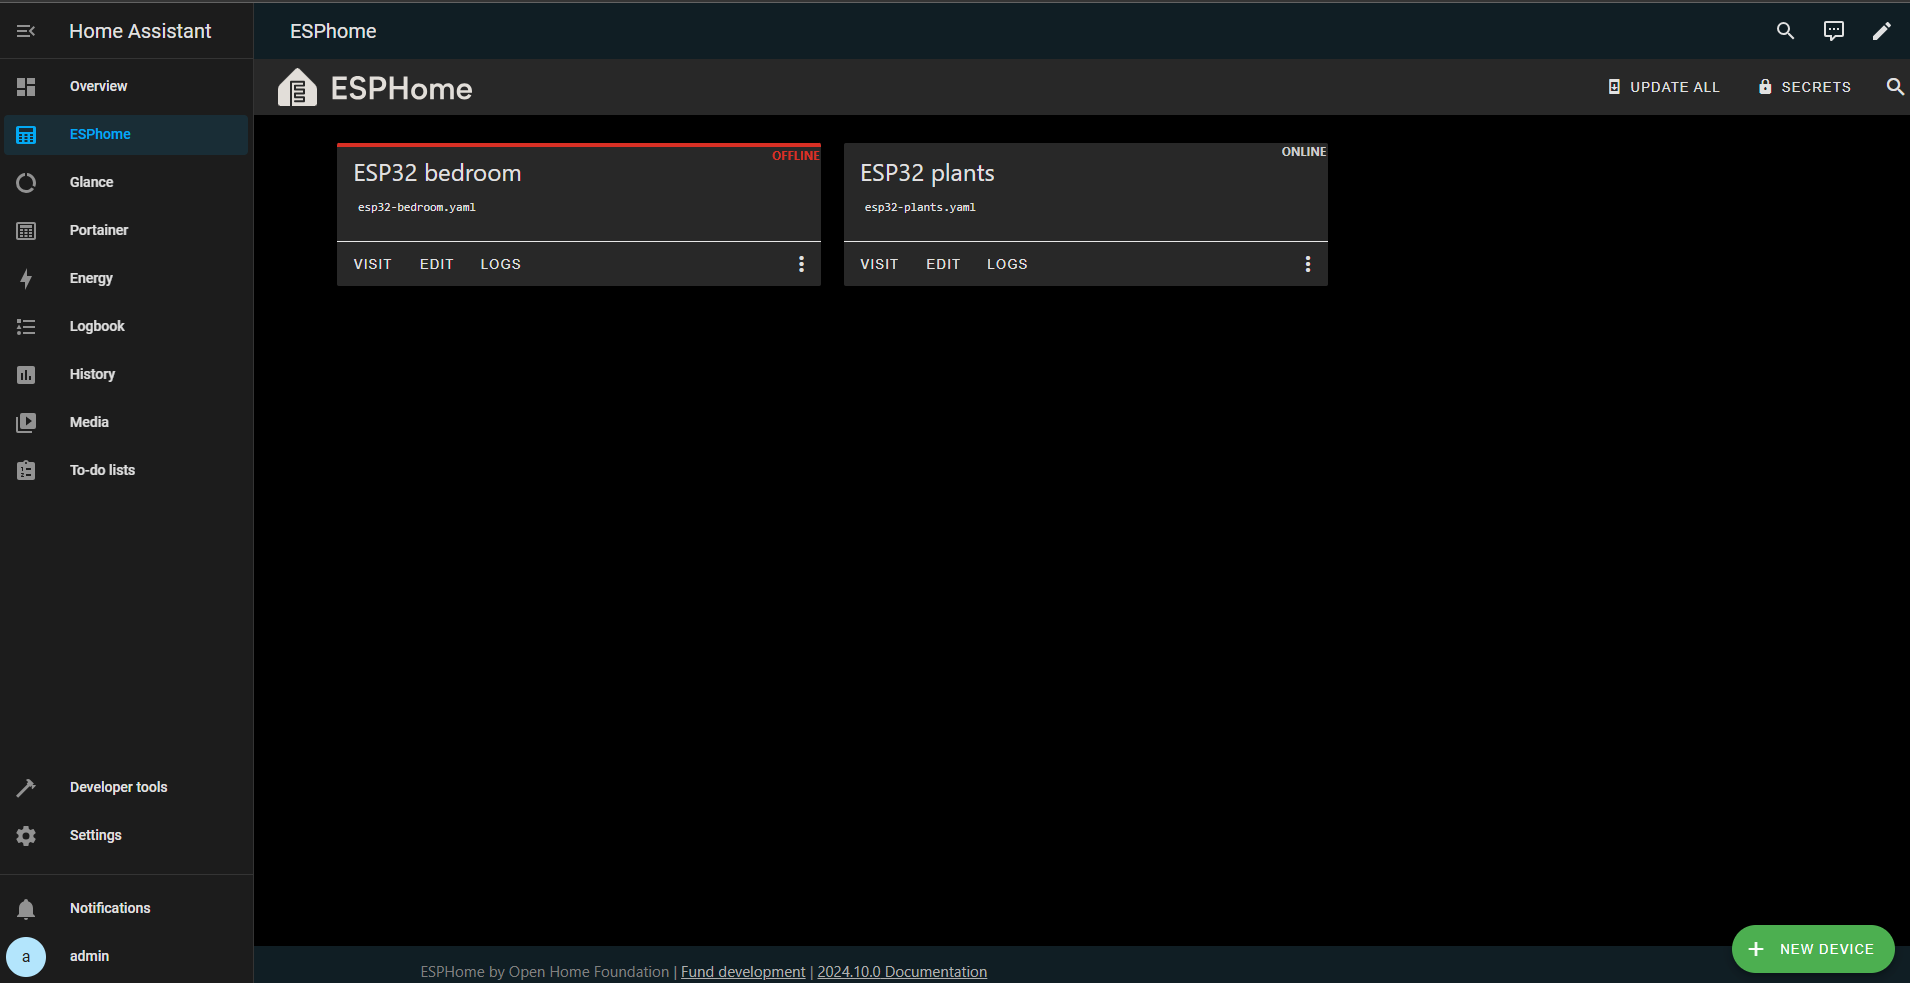 Home Assistant
Overview
ESPhome
Glance
Portainer
Energy
Logbook
History
Media
To-do lists
Developer tools
Settings
Notifications
a
admin
ESPhome
ESPHome
UPDATE ALL
SECRETS
OFFLINE
ESP32 bedroom
esp32-bedroom.yaml
VISIT EDIT LOGS
ONLINE
ESP32 plants
esp32-plants.yaml
VISIT EDIT LOGS
NEW DEVICE
ESPHome by Open Home Foundation | Fund development | 2024.10.0 Documentation